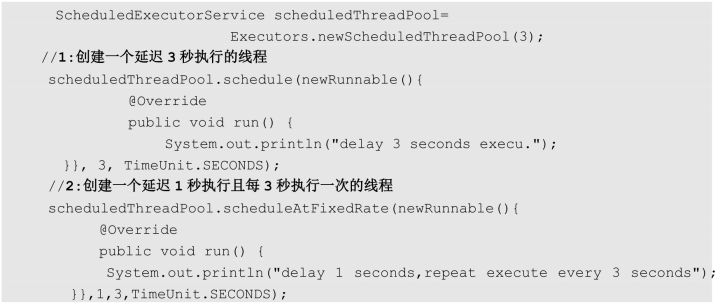 ScheduledExecutorService scheduledThreadPool=
Executors.newScheduledThreadPool(3);
//1:创建一个延迟 3 秒执行的线程
scheduledThreadPool.schedule(newRunnable(){
@Override
public void run() {
System.out.println("delay 3 seconds execu.");
}}, 3, TimeUnit.SECONDS);
//2:创建一个延迟 1 秒执行且每 3 秒执行一次的线程
scheduledThreadPool.scheduleAtFixedRate(newRunnable(){
@Override
public void run() {
System.out.println("delay 1 seconds,repeat execute every 3 seconds");
}},1,3,TimeUnit.SECONDS);